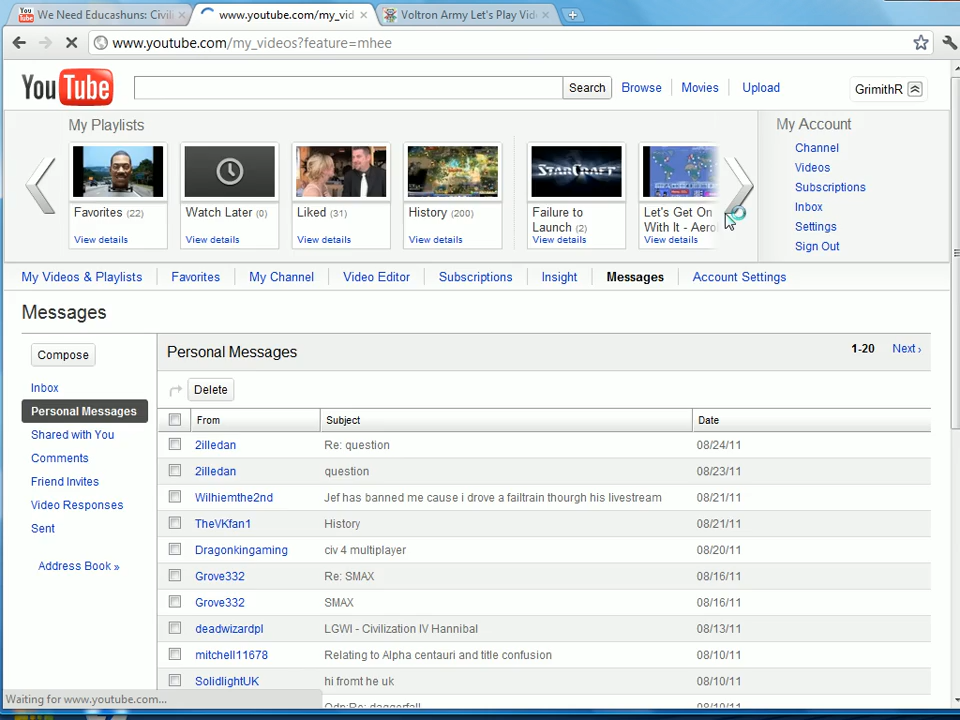 We Need Educashuns: Civili
www.youtube.com/my_vid
Voltron Army Let's Play Vide
www.youtube.com/my_videos?feature=mhee
YouTube
Search
Browse
Movies
Upload
GrimithR
My Playlists
My Account
STARCRAFT
Favorites (22)
Watch Later (0)
Liked (31)
History (200)
Failure to
Launch (2)
Let's Get On
With It - Aero
View details
View details
View details
View details
View details
View details
Channel
Videos
Subscriptions
Inbox
Settings
Sign Out
My Videos & Playlists
Favorites
My Channel
Video Editor
Subscriptions
Insight
Messages
Account Settings
Messages
Compose
Inbox
Personal Messages
Shared with You
Comments
Friend Invites
Video Responses
Sent
Address Book »
Personal Messages
1-20
Next ›
Delete
From Subject Date
2illedan Re: question 08/24/11
2illedan question 08/23/11
Wilhiemthe2nd Jef has banned me cause i drove a failtrain thourgh his livestream 08/21/11
TheVKfan1 History 08/21/11
Dragonkingaming civ 4 multiplayer 08/20/11
Grove332 Re: SMAX 08/16/11
Grove332 SMAX 08/16/11
deadwizardpl LGWI - Civilization IV Hannibal 08/13/11
mitchell11678 Relating to Alpha centauri and title confusion 08/10/11
SolidlightUK hi fromt he uk 08/10/11
Waiting for www.youtube.com...